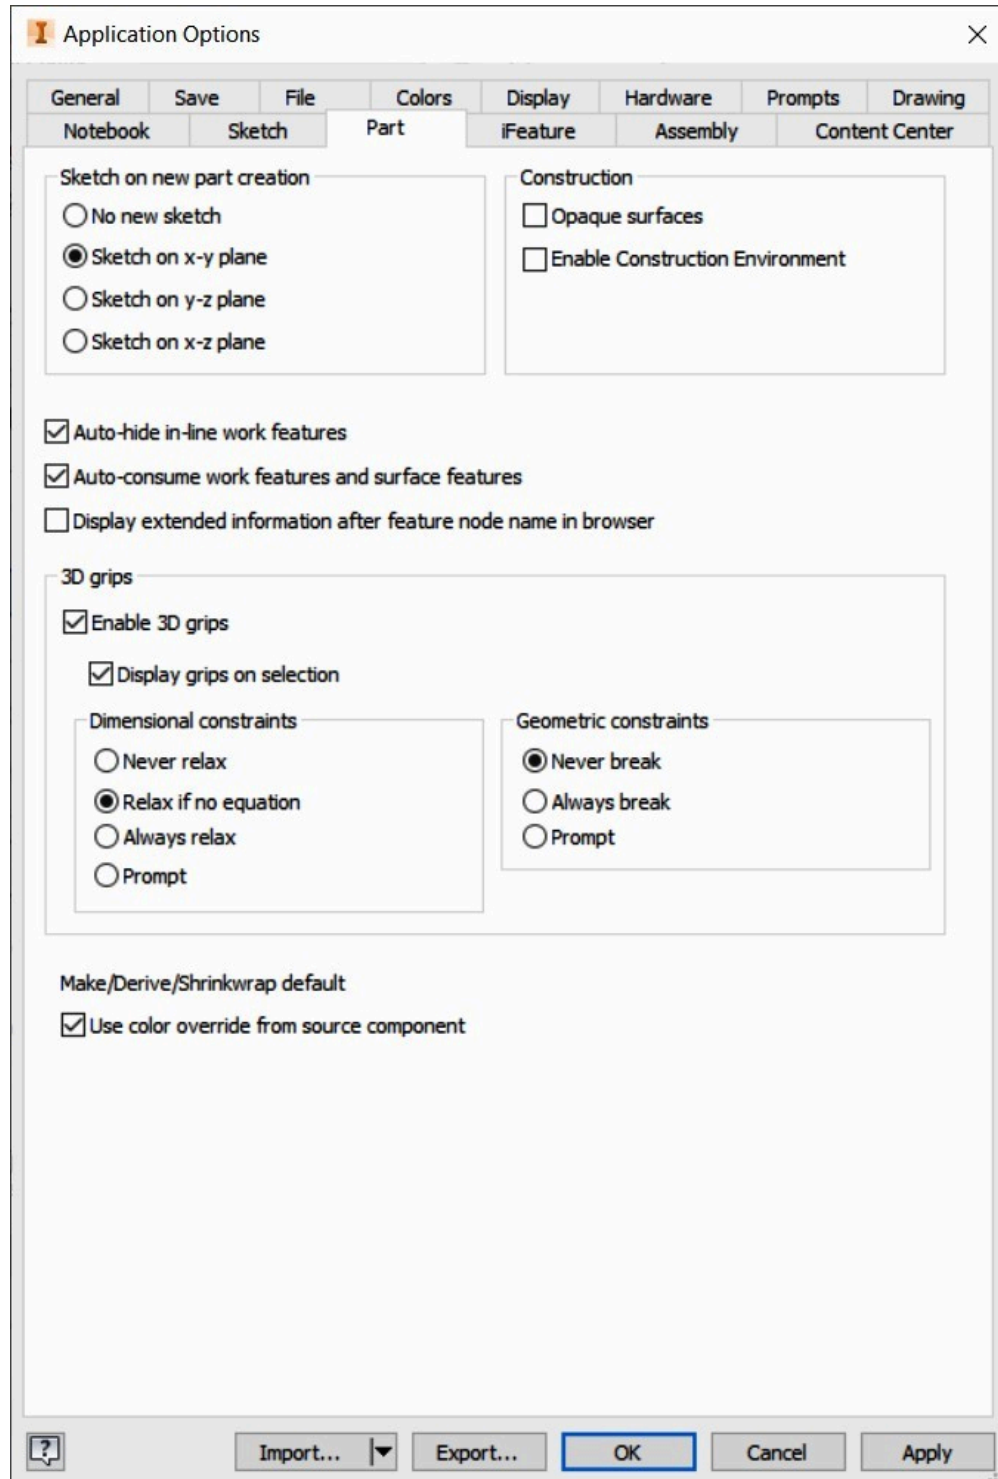 Application Options
General Save File Colors Display Hardware Prompts Drawing
Notebook Sketch Part iFeature Assembly Content Center
Sketch on new part creation
No new sketch
Sketch on x-y plane
Sketch on y-z plane
Sketch on x-z plane
Construction
Opaque surfaces
Enable Construction Environment
Auto-hide in-line work features
Auto-consume work features and surface features
Display extended information after feature node name in browser
3D grips
Enable 3D grips
Display grips on selection
Dimensional constraints
Never relax
Relax if no equation
Always relax
Prompt
Geometric constraints
Never break
Always break
Prompt
Make/Derive/Shrinkwrap default
Use color override from source component
? Import... Export... OK Cancel Apply